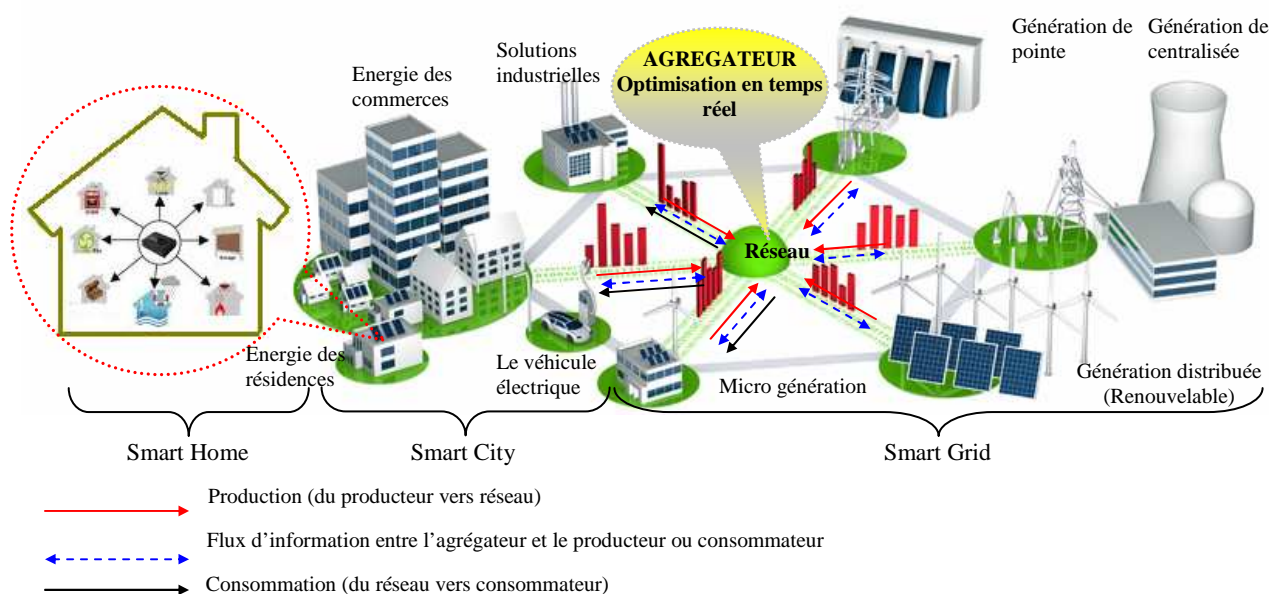 Génération de
pointe
Génération de
centralisée
Solutions
industrielles
AGREGATEUR
Optimisation en temps
réel
Energie des
commerces
Réseau
Energie des
résidences
Le véhicule
électrique
Micro génération
Génération distribuée
(Renouvelable)
Smart Home
Smart City
Smart Grid
Production (du producteur vers réseau)
Flux d’information entre l’agrégateur et le producteur ou consommateur
Consommation (du réseau vers consommateur)